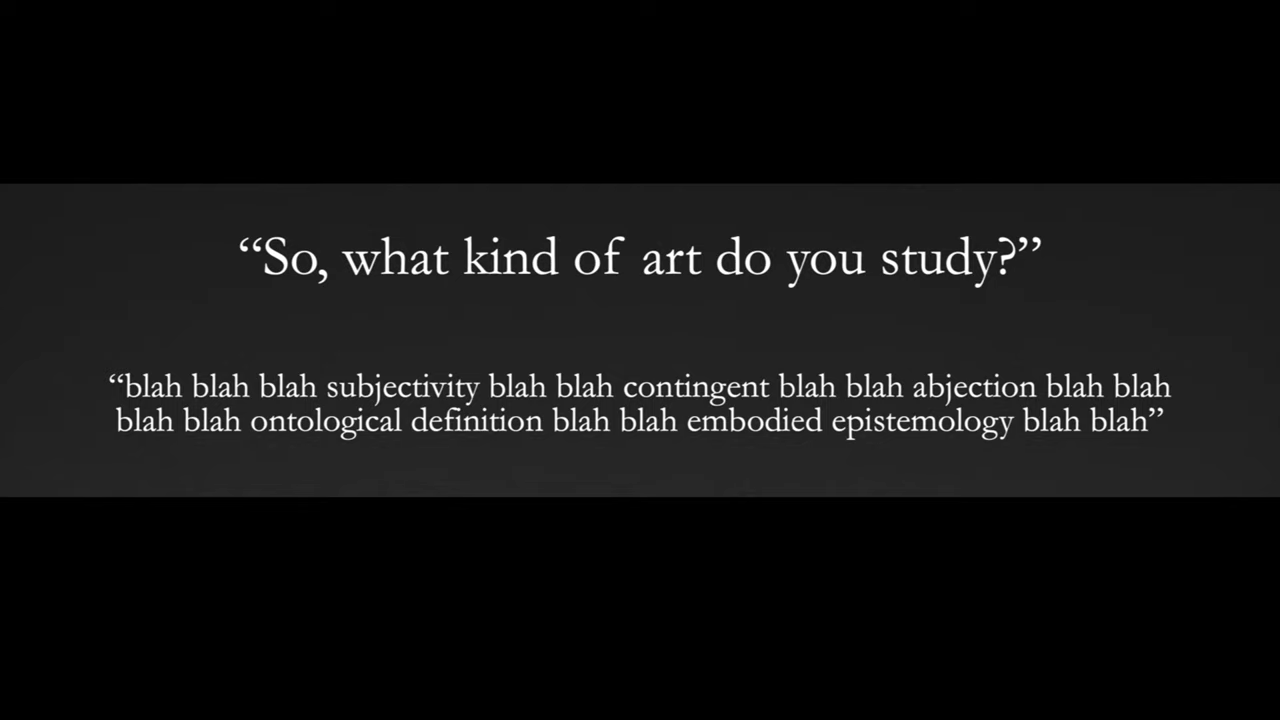 “So, what kind of art do you study?”
“blah blah blah subjectivity blah blah contingent blah blah abjection blah blah
blah blah ontological definition blah blah embodied epistemology blah blah”